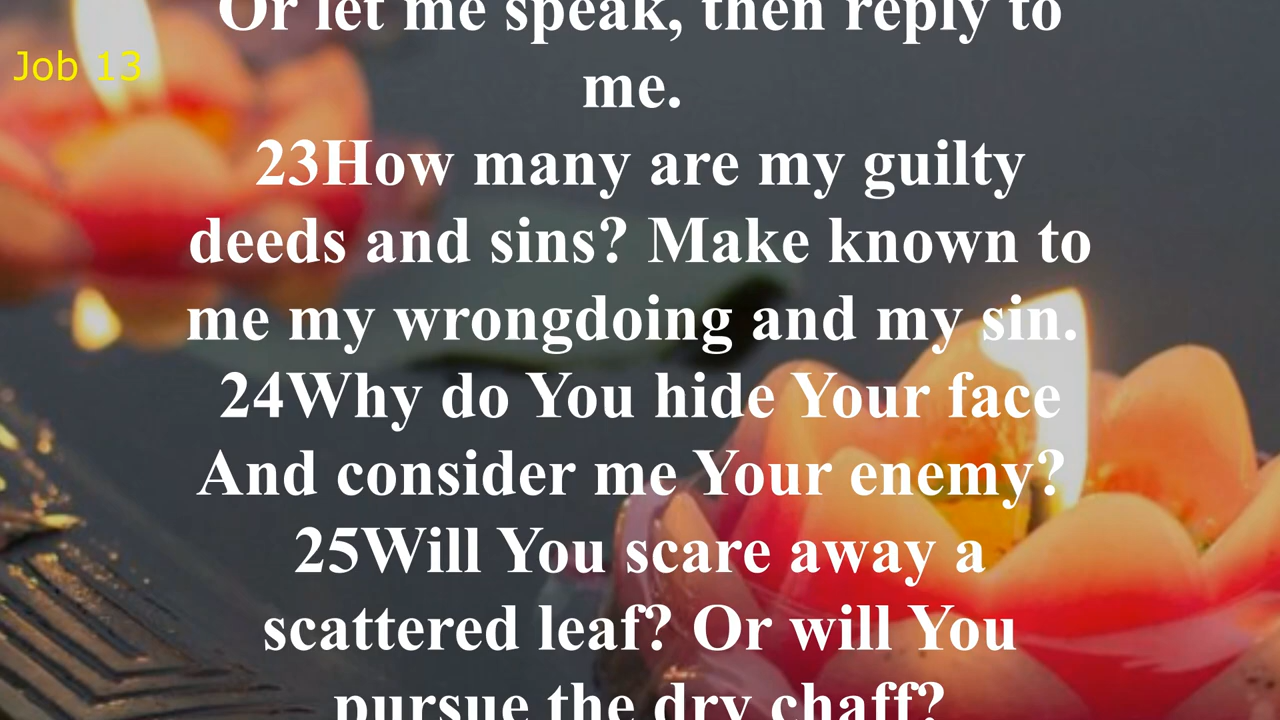 Or let me speak, then reply to
me.
Job 13
23How many are my guilty
deeds and sins? Make known to
me my wrongdoing and my sin.
24Why do You hide Your face
And consider me Your enemy?
25Will You scare away a
scattered leaf? Or will You
pursue the dry chaff?